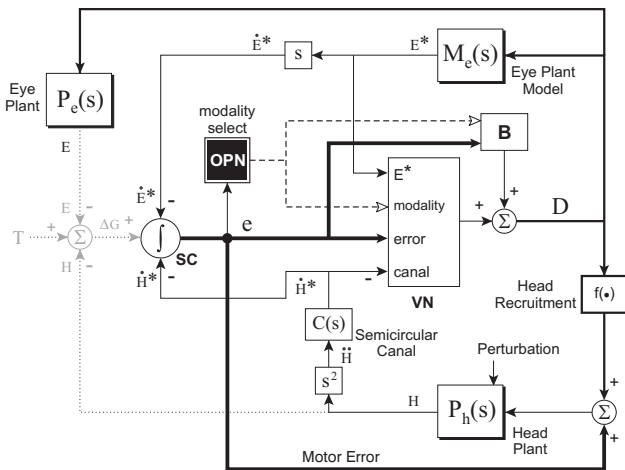 Ė*
E*
s
Mₑ(s)
Eye Plant
Model
Eye
Plant
Pₑ(s)
modality
select
OPN
B
E
E*
Ė*
-
-
+
+
E
-
modality
D
T
+
Σ
ΔG
+
∫
e
error
Σ
SC
H
-
Ḣ*
-
Ḣ*
-
canal
VN
Head
Recruitment
f(•)
C(s)
Semicircular
Canal
Ḧ
Perturbation
s²
H
Pₕ(s)
+
Σ
+
Head
Plant
Motor Error